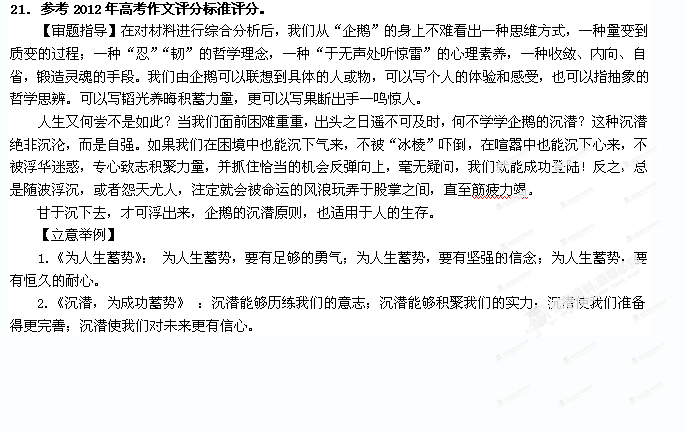 21. 参考2012年高考作文评分标准评分。
【审题指导】在对材料进行综合分析后，我们从“企鹅”的身上不难看出一种思维方式，一种量变到
质变的过程；一种“忍”“韧”的哲学理念，一种“于无声处听惊雷”的心理素养，一种收敛、内向、自
省，锻造灵魂的手段。我们由企鹅可以联想到具体的人或物，可以写个人的体验和感受，也可以指抽象的
哲学思辨。可以写韬光养晦积蓄力量，更可以写果断出手一鸣惊人。
人生又何尝不是如此？当我们面前困难重重，出头之日遥不可及时，何不学学企鹅的沉潜？这种沉潜
绝非沉沦，而是自强。如果我们在困境中也能沉下气来，不被“冰棱”吓倒，在喧嚣中也能沉下心来，不
被浮华迷惑，专心致志积聚力量，并抓住恰当的机会反弹向上，毫无疑问，我们就能成功登陆！反之，总
是随波浮沉，或者怨天尤人，注定就会被命运的风浪玩弄于股掌之间，直至筋疲力竭。
甘于沉下去，才可浮出来，企鹅的沉潜原则，也适用于人的生存。
【立意举例】
1.《为人生蓄势》： 为人生蓄势，要有足够的勇气；为人生蓄势，要有坚强的信念；为人生蓄势，要
有恒久的耐心。
2.《沉潜，为成功蓄势》 ：沉潜能够历练我们的意志；沉潜能够积聚我们的实力；沉潜使我们准备
得更完善；沉潜使我们对未来更有信心。